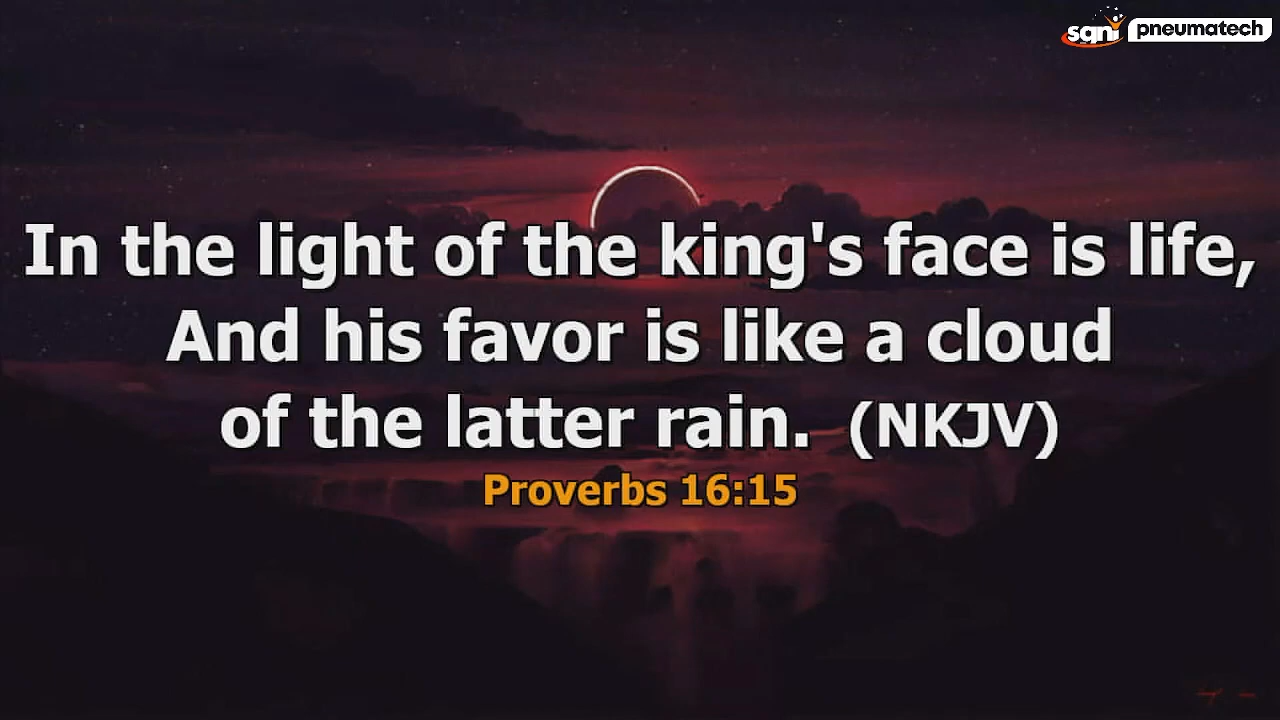 sqni pneumatech
In the light of the king's face is life,
And his favor is like a cloud
of the latter rain. (NKJV)
Proverbs 16:15